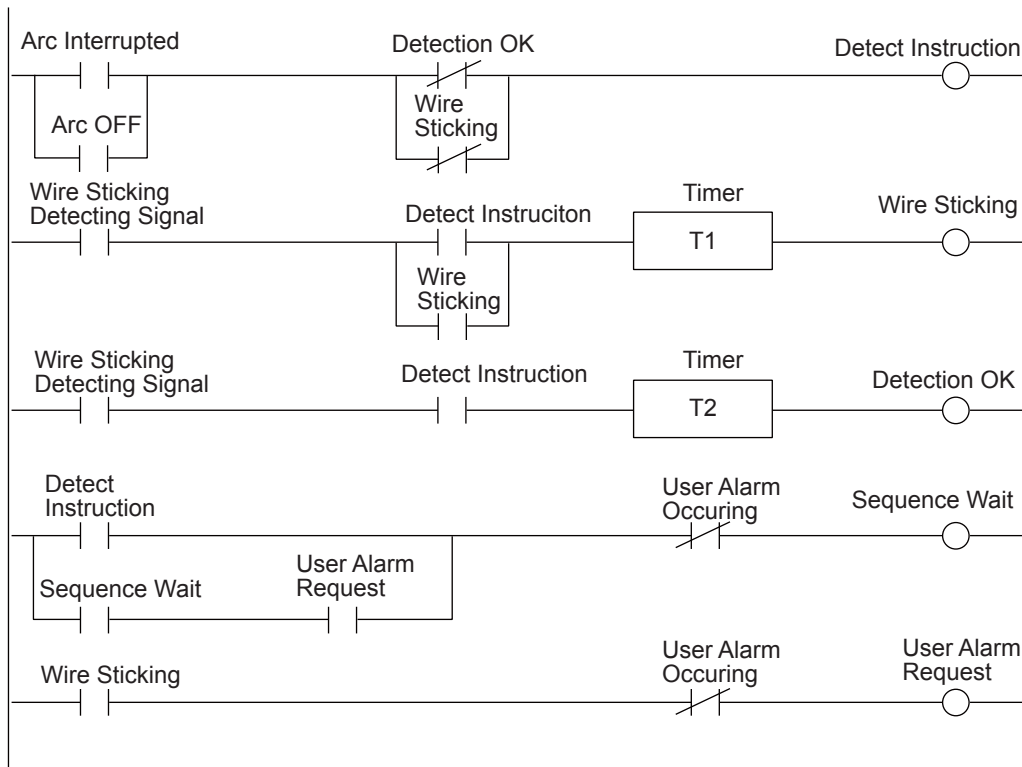 Arc Interrupted
Detection OK
Detect Instruction
Arc OFF
Wire
Sticking
Wire Sticking
Detecting Signal
Detect Instruciton
Timer
T1
Wire Sticking
Wire
Sticking
Wire Sticking
Detecting Signal
Detect Instruction
Timer
T2
Detection OK
Detect
Instruction
User Alarm
Occuring
Sequence Wait
Sequence Wait
User Alarm
Request
Wire Sticking
User Alarm
Occuring
User Alarm
Request